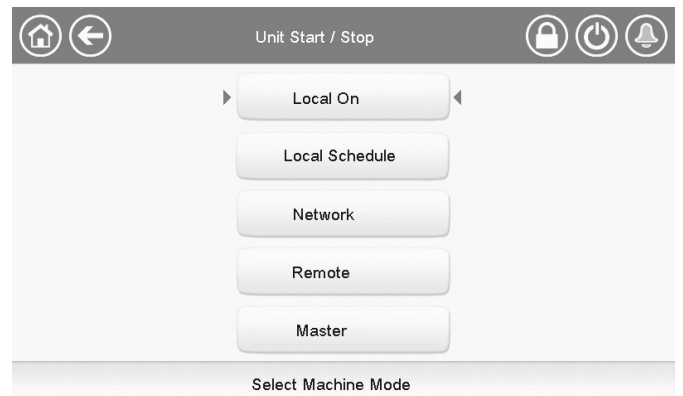 Unit Start / Stop
Local On
Local Schedule
Network
Remote
Master
Select Machine Mode